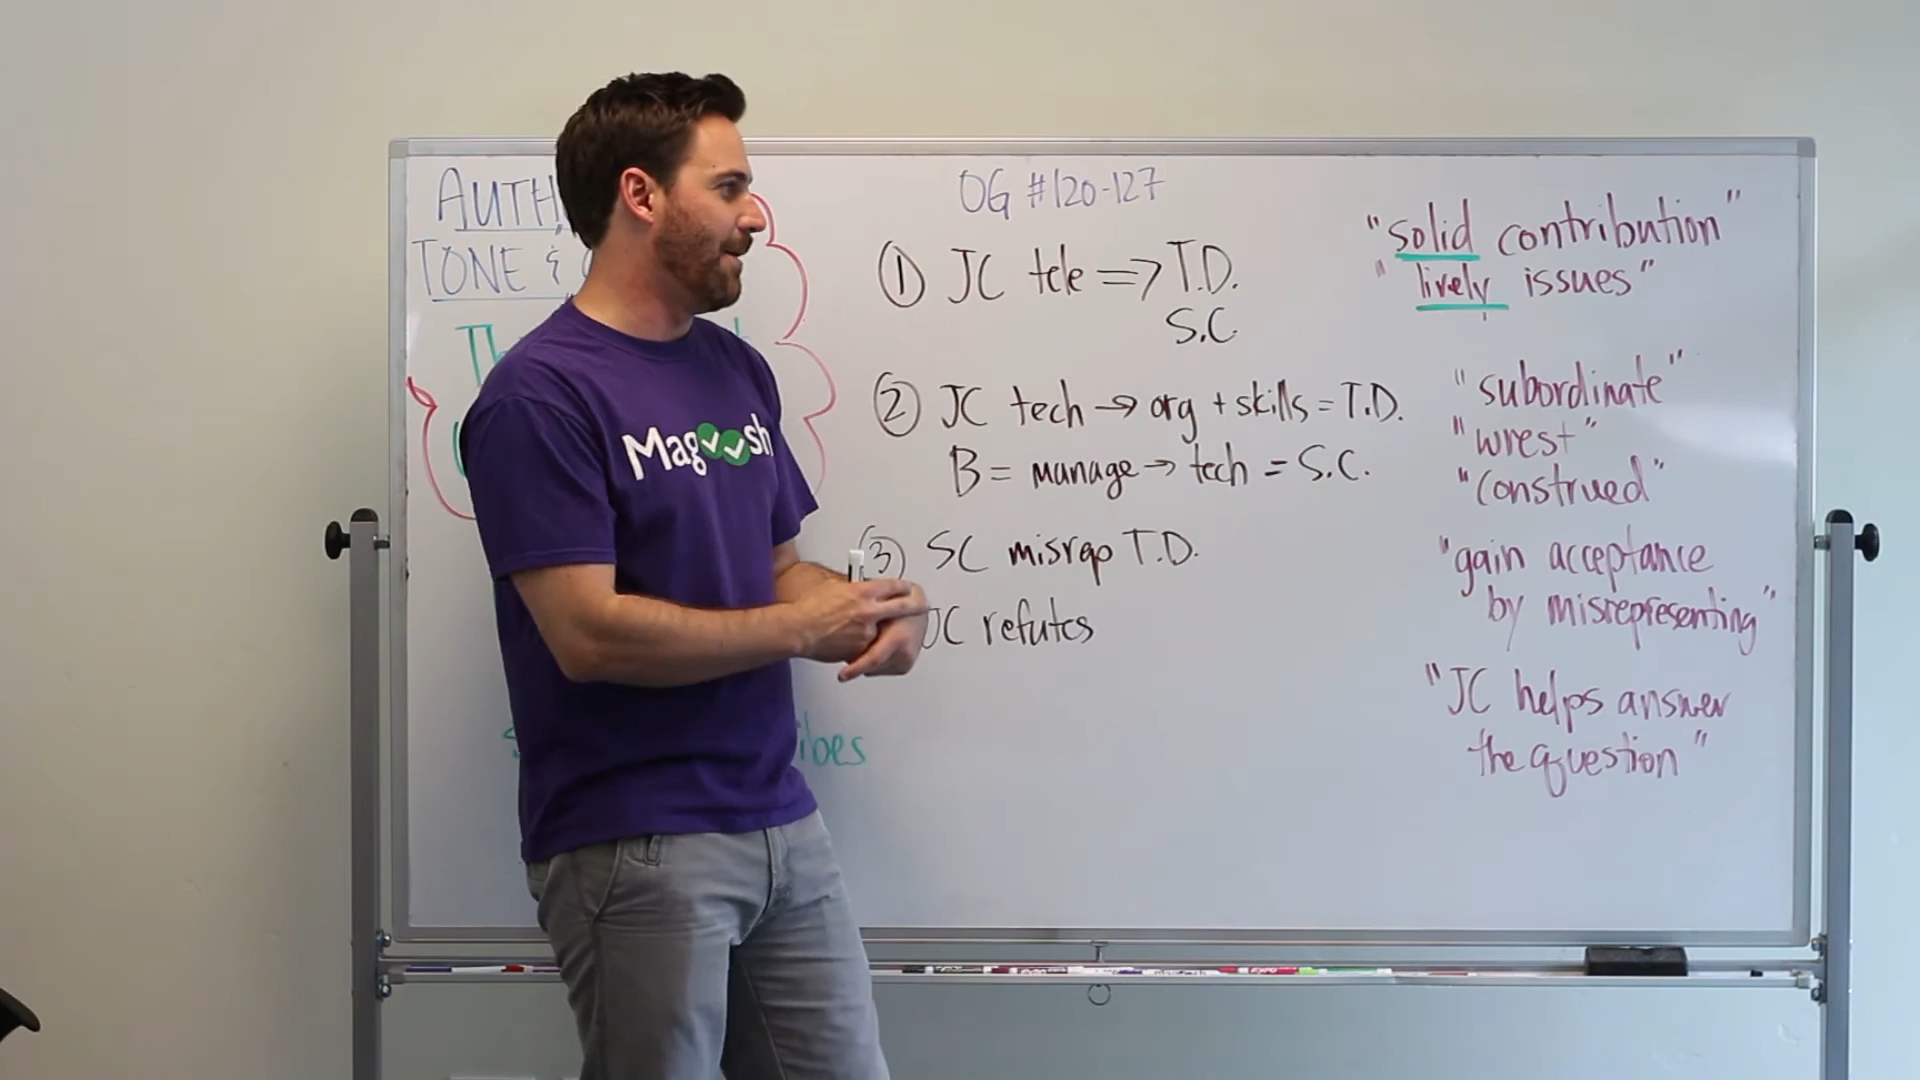 AUTH
TONE &
ibes
Magoosh
OG #120-127
① JC tele => T.D.
S.C.
② JC tech → org + skills = T.D.
B = manage → tech = S.C.
③ SC misrep T.D.
JC refutes
"solid contribution"
"lively issues"
"subordinate"
"wrest"
"construed"
"gain acceptance
by misrepresenting"
"JC helps answer
the question"